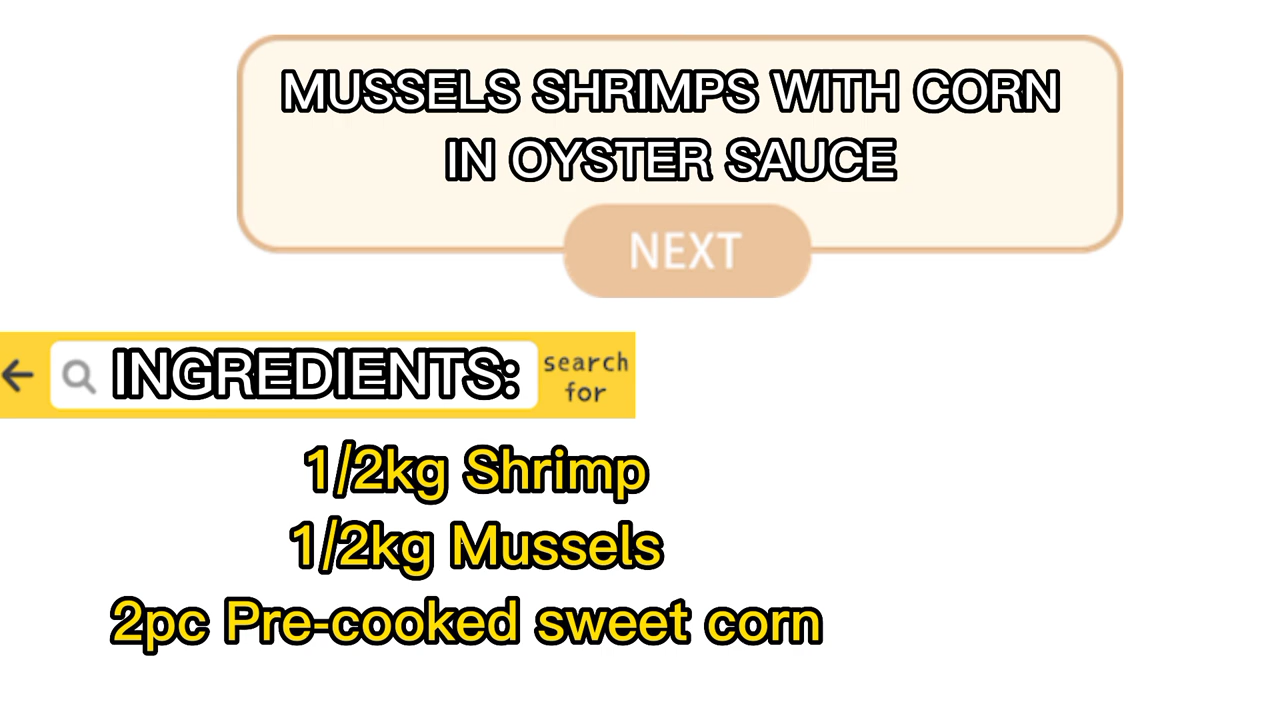 MUSSELS SHRIMPS WITH CORN
IN OYSTER SAUCE
NEXT
INGREDIENTS:
search
for
1/2kg Shrimp
1/2kg Mussels
2pc Pre-cooked sweet corn